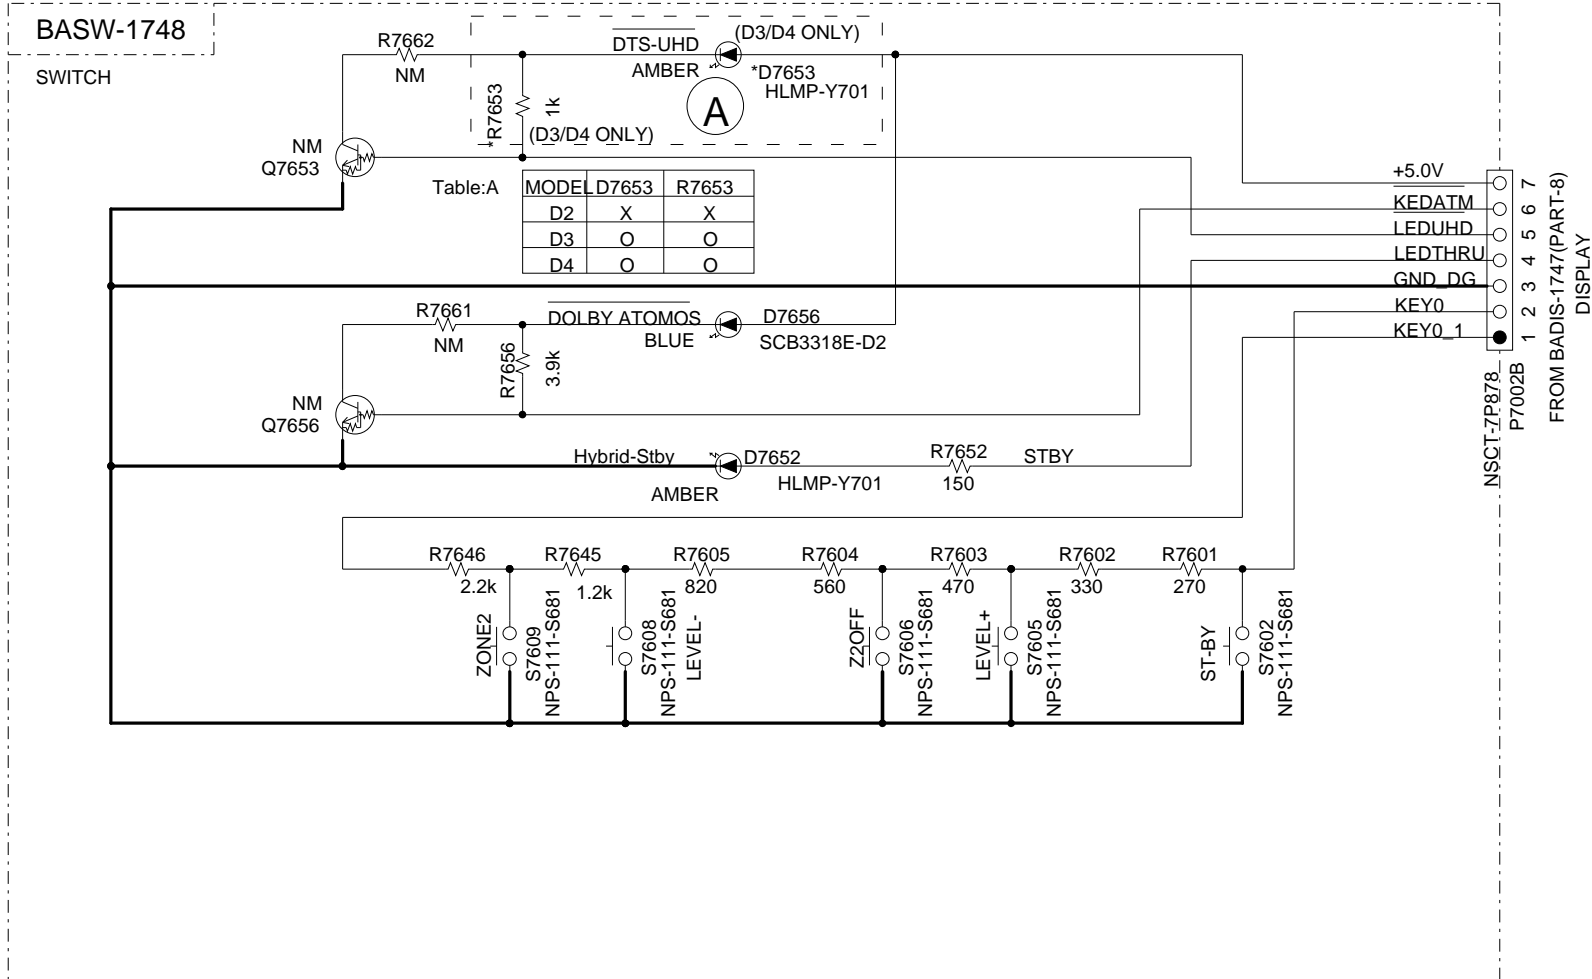 BASW-1748
SWITCH
R7662
NM
DTS-UHD
AMBER
(D3/D4 ONLY)
*D7653
HLMP-Y701
A
*R7653
1k
(D3/D4 ONLY)
NM
Q7653
Table:A
MODEL D7653 R7653
D2 X X
D3 O O
D4 O O
+5.0V
KEDATM
LEDUHD
LEDTHRU
GND_DG
KEY0
KEY0_1
7
6
5
4
3
2
1
NSCT-7P878
P7002B
FROM BADIS-1747(PART-8)
DISPLAY
R7661
NM
DOLBY ATOMOS
BLUE
D7656
SCB3318E-D2
R7656
3.9k
NM
Q7656
Hybrid-Stby
D7652
HLMP-Y701
AMBER
R7652
150
STBY
R7646
2.2k
R7645
1.2k
R7605
820
R7604
560
R7603
470
R7602
330
R7601
270
ZONE2
S7609
NPS-111-S681
S7608
NPS-111-S681
LEVEL-
Z2OFF
S7606
NPS-111-S681
LEVEL+
S7605
NPS-111-S681
ST-BY
S7602
NPS-111-S681